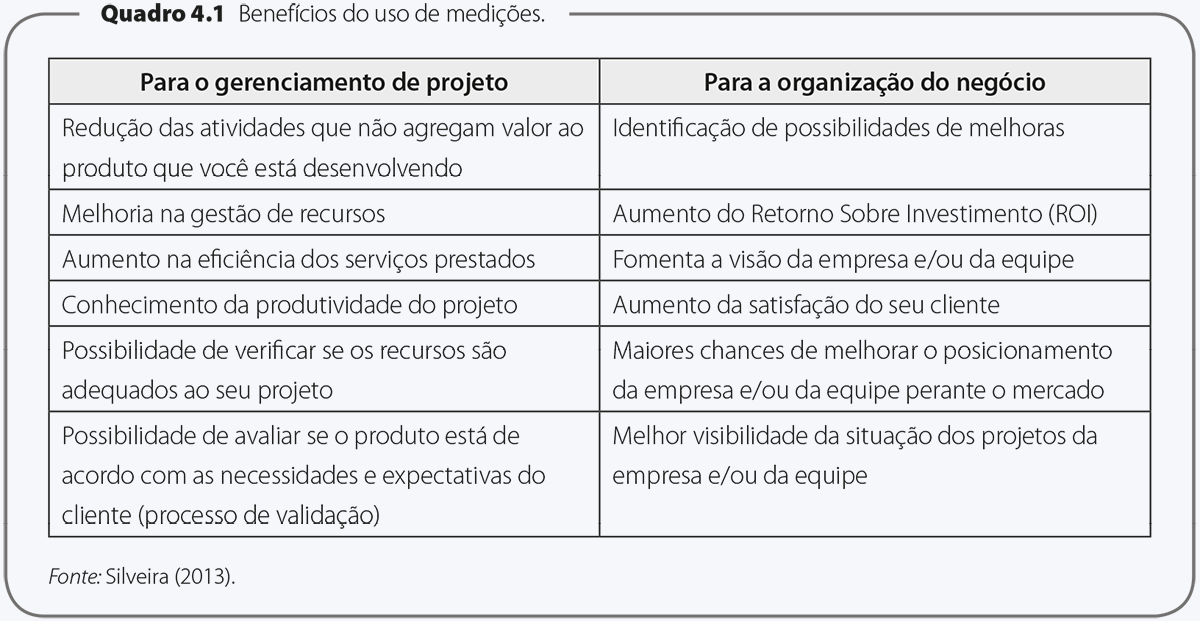 Quadro 4.1 Benefícios do uso de medições.
Para o gerenciamento de projeto
Para a organização do negócio
Redução das atividades que não agregam valor ao
produto que você está desenvolvendo
Identificação de possibilidades de melhoras
Melhoria na gestão de recursos
Aumento do Retorno Sobre Investimento (ROI)
Aumento na eficiência dos serviços prestados
Fomenta a visão da empresa e/ou da equipe
Conhecimento da produtividade do projeto
Aumento da satisfação do seu cliente
Possibilidade de verificar se os recursos são
adequados ao seu projeto
Maiores chances de melhorar o posicionamento
da empresa e/ou da equipe perante o mercado
Possibilidade de avaliar se o produto está de
acordo com as necessidades e expectativas do
cliente (processo de validação)
Melhor visibilidade da situação dos projetos da
empresa e/ou da equipe
Fonte: Silveira (2013).